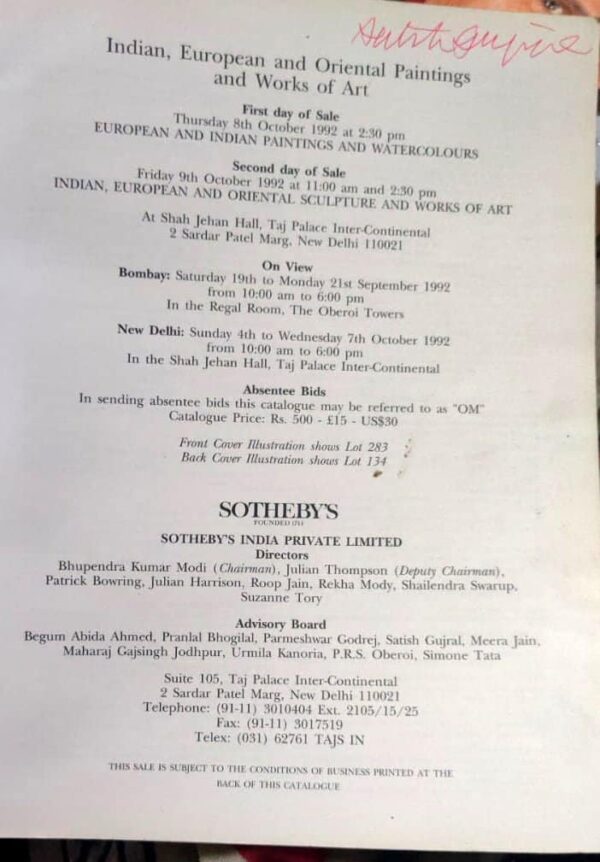 Satish Gujral
Indian, European and Oriental Paintings
and Works of Art
First day of Sale
Thursday 8th October 1992 at 2:30 pm
EUROPEAN AND INDIAN PAINTINGS AND WATERCOLOURS
Second day of Sale
Friday 9th October 1992 at 11:00 am and 2:30 pm
INDIAN, EUROPEAN AND ORIENTAL SCULPTURE AND WORKS OF ART
At Shah Jehan Hall, Taj Palace Inter-Continental
2 Sardar Patel Marg, New Delhi 110021
On View
Bombay: Saturday 19th to Monday 21st September 1992
from 10:00 am to 6:00 pm
In the Regal Room, The Oberoi Towers
New Delhi: Sunday 4th to Wednesday 7th October 1992
from 10:00 am to 6:00 pm
In the Shah Jehan Hall, Taj Palace Inter-Continental
Absentee Bids
In sending absentee bids this catalogue may be referred to as "OM"
Catalogue Price: Rs. 500 - £15 - US$30
Front Cover Illustration shows Lot 283
Back Cover Illustration shows Lot 134
SOTHEBY'S
FOUNDED 1744
SOTHEBY'S INDIA PRIVATE LIMITED
Directors
Bhupendra Kumar Modi (Chairman), Julian Thompson (Deputy Chairman),
Patrick Bowring, Julian Harrison, Roop Jain, Rekha Mody, Shailendra Swarup,
Suzanne Tory
Advisory Board
Begum Abida Ahmed, Pranlal Bhogilal, Parmeshwar Godrej, Satish Gujral, Meera Jain,
Maharaj Gajsingh Jodhpur, Urmila Kanoria, P.R.S. Oberoi, Simone Tata
Suite 105, Taj Palace Inter-Continental
2 Sardar Patel Marg, New Delhi 110021
Telephone: (91-11) 3010404 Ext. 2105/15/25
Fax: (91-11) 3017519
Telex: (031) 62761 TAJS IN
THIS SALE IS SUBJECT TO THE CONDITIONS OF BUSINESS PRINTED AT THE
BACK OF THIS CATALOGUE